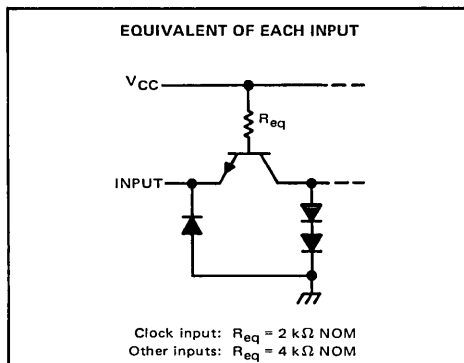 EQUIVALENT OF EACH INPUT
VCC
Req
INPUT
Clock input: Req = 2 kΩ NOM
Other inputs: Req = 4 kΩ NOM